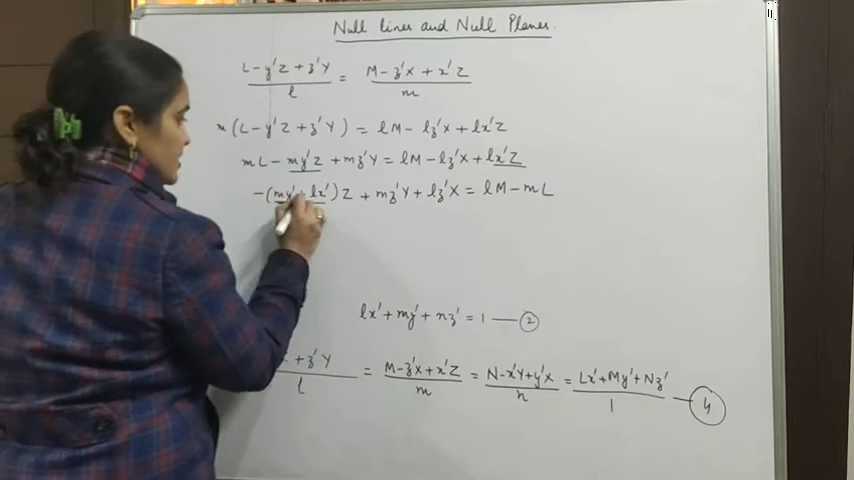 Null lines and Null Planes.
L - y'Z + z'Y / l = M - z'X + x'Z / m
m (L - y'Z + z'Y) = lM - lz'X + lx'Z
mL - my'Z + mz'Y = lM - lz'X + lx'Z
-(my' + lx')Z + mz'Y + lz'X = lM - mL
lx' + my' + nz' = 1 — 2
+ z'Y / l = M - z'X + x'Z / m = N - x'Y + y'X / n = Lx' + My' + Nz' / 1 — 4